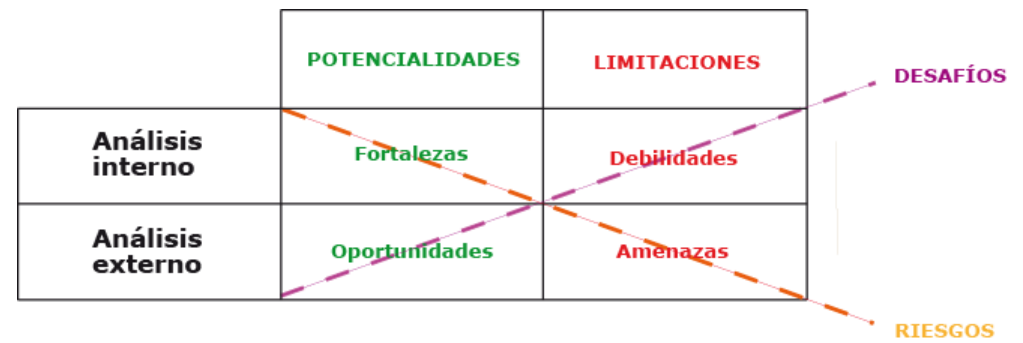 POTENCIALIDADES
LIMITACIONES
DESAFÍOS
Análisis
interno
Fortalezas
Debilidades
Análisis
externo
Oportunidades
Amenazas
RIESGOS